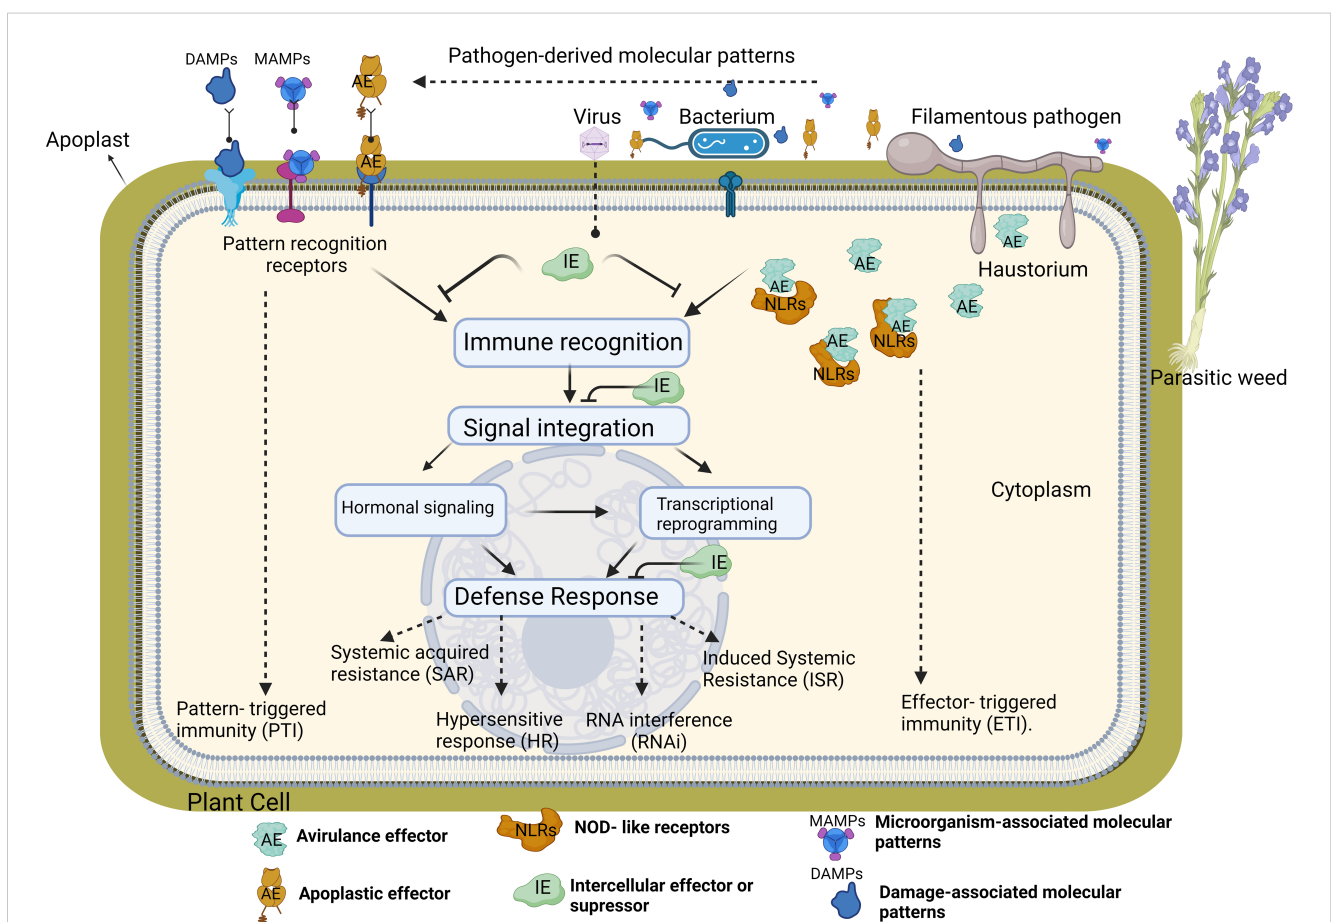 Pathogen-derived molecular patterns
DAMPs
MAMPs
AE
Apoplast
Virus
Bacterium
Filamentous pathogen
AE
Pattern recognition
receptors
IE
AE
AE
Haustorium
AE
NLRs
AE
AE
NLRs
AE
NLRs
Immune recognition
IE
Parasitic weed
Signal integration
Cytoplasm
Hormonal signaling
Transcriptional
reprogramming
IE
Defense Response
Systemic acquired
resistance (SAR)
Induced Systemic
Resistance (ISR)
Pattern- triggered
immunity (PTI)
Hypersensitive
response (HR)
RNA interference
(RNAi)
Effector- triggered
immunity (ETI).
Plant Cell
AE
Avirulance effector
NLRs
NOD- like receptors
MAMPs
Microorganism-associated molecular
patterns
AE
Apoplastic effector
IE
Intercellular effector or
supressor
DAMPs
Damage-associated molecular
patterns